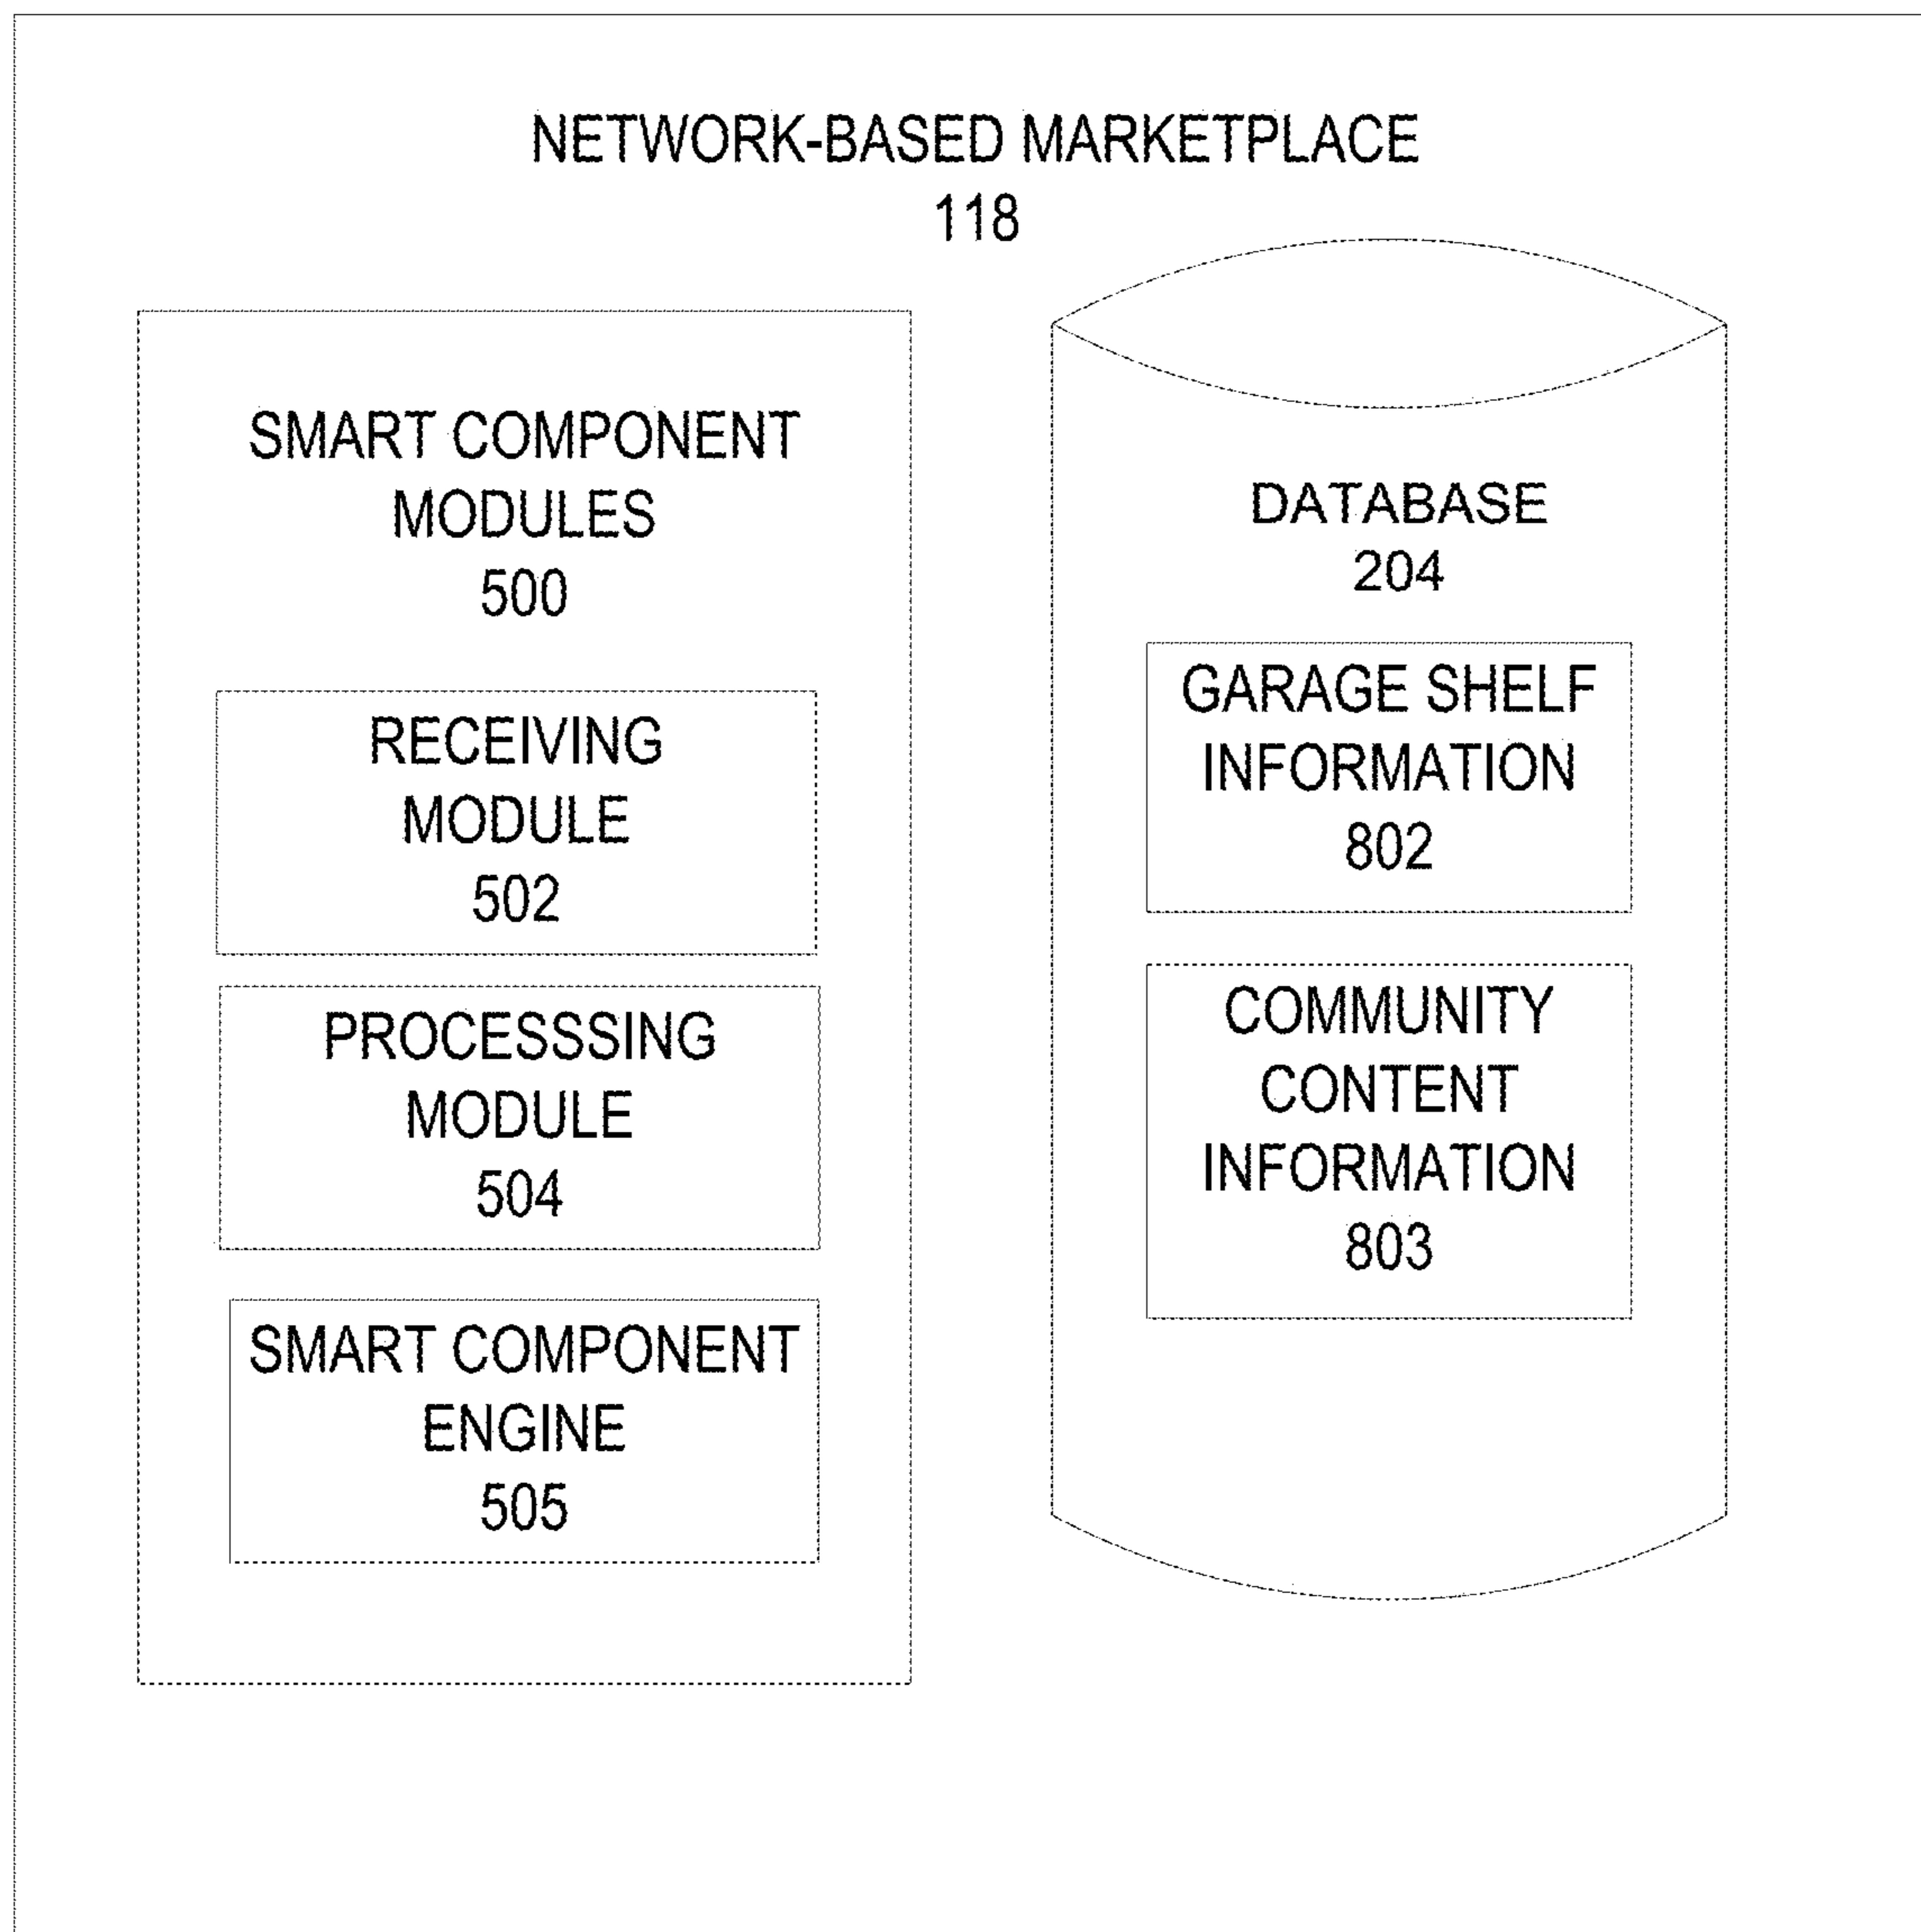 NETWORK-BASED MARKETPLACE
118
SMART COMPONENT
MODULES
500
RECEIVING
MODULE
502
PROCESSSING
MODULE
504
SMART COMPONENT
ENGINE
505
DATABASE
204
GARAGE SHELF
INFORMATION
802
COMMUNITY
CONTENT
INFORMATION
803